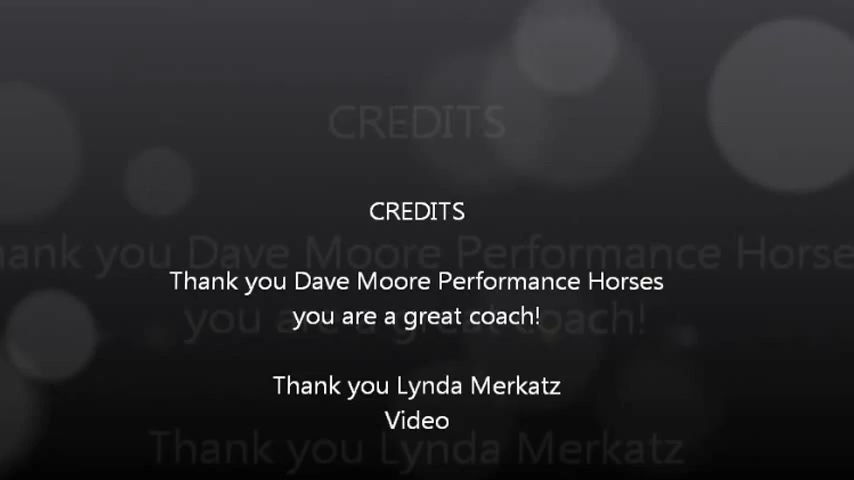 CREDITS
Thank you Dave Moore Performance Horses
you are a great coach!
Thank you Lynda Merkatz
Video